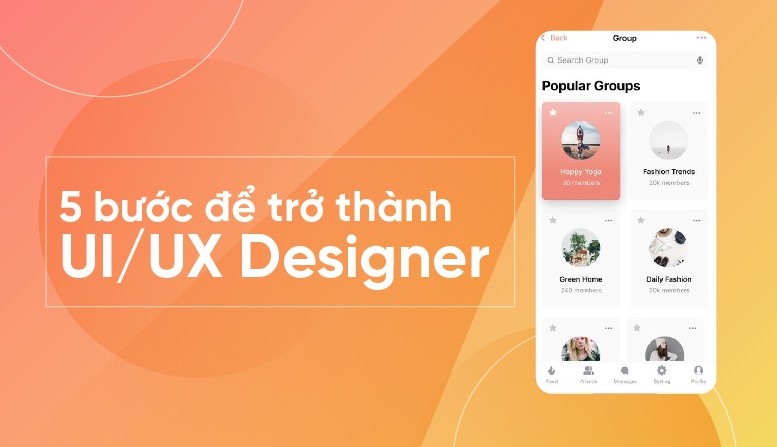 5 bước để trở thành
UI/UX Designer
Back
Group
Search Group
Popular Groups
Happy Yoga
30 members
Fashion Trends
20k members
Green Home
240 members
Daily Fashion
50k members
Feed
Friends
Messages
Setting
Profile